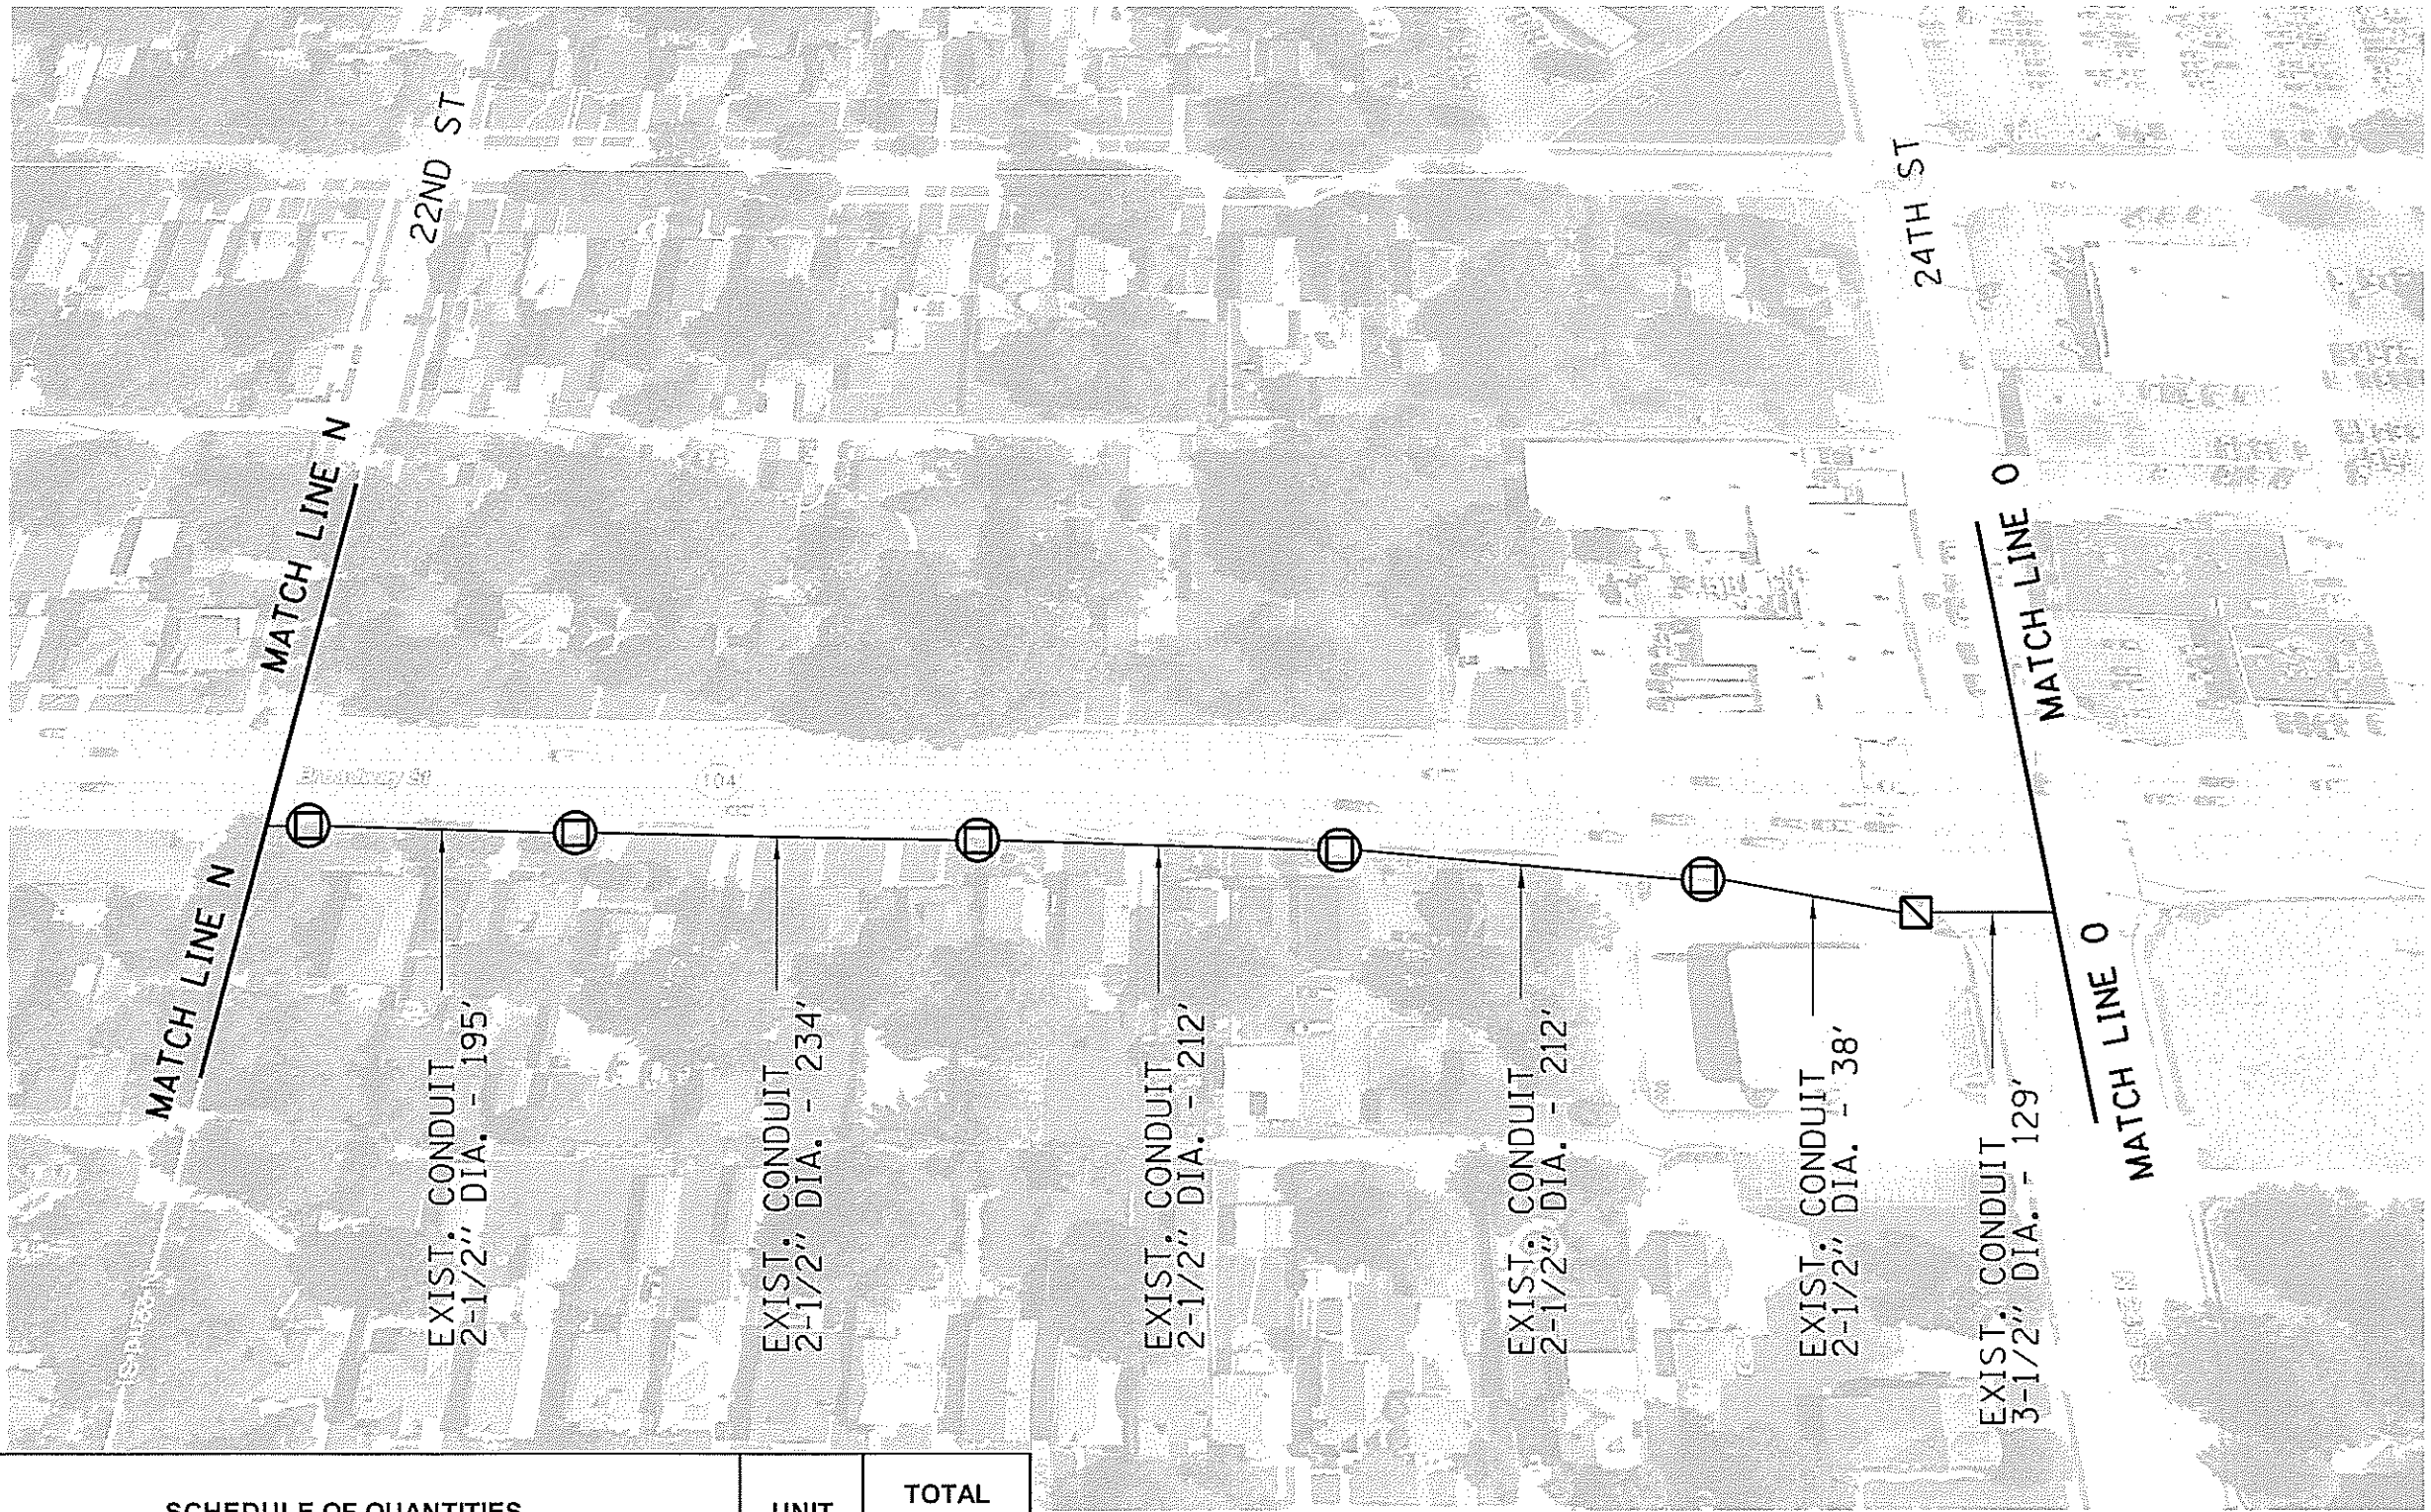 22ND ST
24TH ST
MATCH LINE N
MATCH LINE O
Broadway St
104
MATCH LINE N
MATCH LINE O
EXIST. CONDUIT
2-1/2" DIA. - 195'
EXIST. CONDUIT
2-1/2" DIA. - 234'
EXIST. CONDUIT
2-1/2" DIA. - 212'
EXIST. CONDUIT
2-1/2" DIA. - 212'
EXIST. CONDUIT
2-1/2" DIA. - 38'
EXIST. CONDUIT
3-1/2" DIA. - 129'
SCHEDULE OF QUANTITIES
UNIT
TOTAL